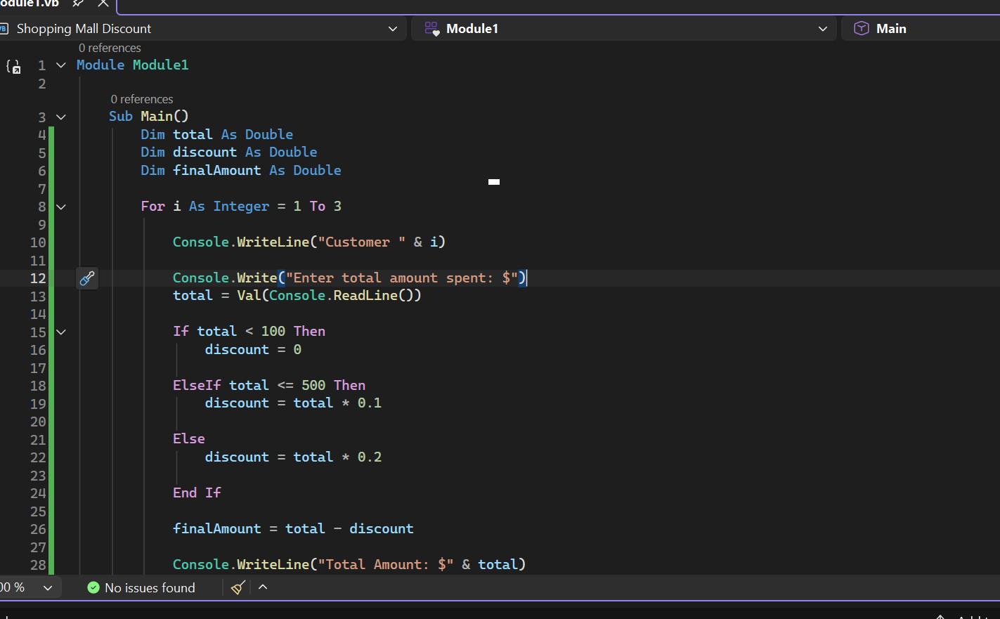 odule1.vb
Shopping Mall Discount Module1 Main
0 references
1 Module Module1
2
0 references
3 Sub Main()
4 Dim total As Double
5 Dim discount As Double
6 Dim finalAmount As Double
7
8 For i As Integer = 1 To 3
9
10 Console.WriteLine("Customer " & i)
11
12 Console.Write("Enter total amount spent: $")
13 total = Val(Console.ReadLine())
14
15 If total < 100 Then
16 discount = 0
17
18 ElseIf total <= 500 Then
19 discount = total * 0.1
20
21 Else
22 discount = total * 0.2
23
24 End If
25
26 finalAmount = total - discount
27
28 Console.WriteLine("Total Amount: $" & total)
00 % No issues found